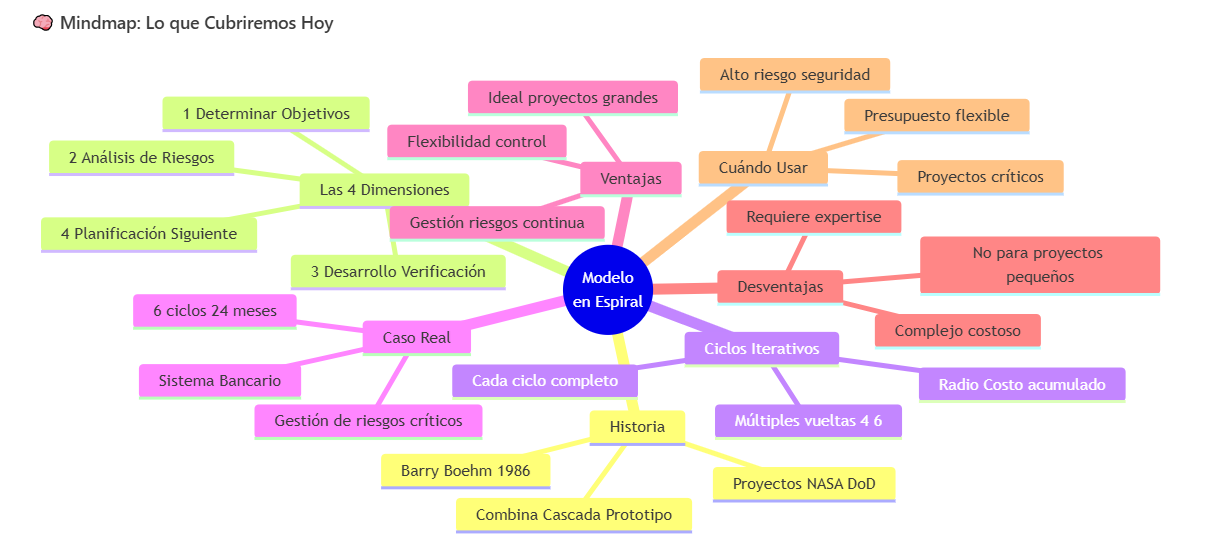 🧠 Mindmap: Lo que Cubriremos Hoy
Modelo
en Espiral
Historia
Barry Boehm 1986
Combina Cascada Prototipo
Proyectos NASA DoD
Las 4 Dimensiones
1 Determinar Objetivos
2 Análisis de Riesgos
3 Desarrollo Verificación
4 Planificación Siguiente
Ciclos Iterativos
Cada ciclo completo
Múltiples vueltas 4 6
Radio Costo acumulado
Ventajas
Gestión riesgos continua
Flexibilidad control
Ideal proyectos grandes
Desventajas
Complejo costoso
Requiere expertise
No para proyectos
pequeños
Cuándo Usar
Proyectos críticos
Alto riesgo seguridad
Presupuesto flexible
Caso Real
Sistema Bancario
6 ciclos 24 meses
Gestión de riesgos críticos